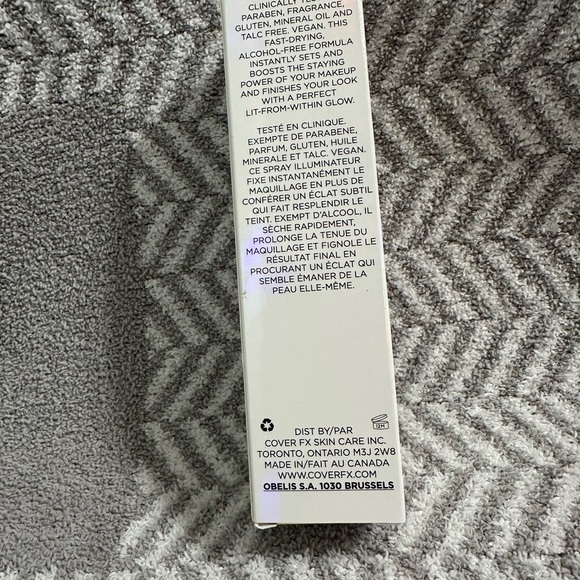 CLINICALLY
PARABEN, FRAGRANCE,
GLUTEN, MINERAL OIL AND
TALC FREE. VEGAN. THIS
FAST-DRYING,
ALCOHOL-FREE FORMULA
INSTANTLY SETS AND
BOOSTS THE STAYING
POWER OF YOUR MAKEUP
AND FINISHES YOUR LOOK
WITH A PERFECT
LIT-FROM-WITHIN GLOW.
TESTÉ EN CLINIQUE.
EXEMPTE DE PARABENE,
PARFUM, GLUTEN, HUILE
MINERALE ET TALC. VEGAN.
CE SPRAY ILLUMINATEUR
FIXE INSTANTANÉMENT LE
MAQUILLAGE EN PLUS DE
CONFÉRER UN ÉCLAT SUBTIL
QUI FAIT RESPLENDIR LE
TEINT. EXEMPT D'ALCOOL, IL
SÈCHE RAPIDEMENT,
PROLONGE LA TENUE DU
MAQUILLAGE ET FIGNOLE LE
RÉSULTAT FINAL EN
PROCURANT UN ÉCLAT QUI
SEMBLE ÉMANER DE LA
PEAU ELLE-MÊME.
12M
DIST BY/PAR
COVER FX SKIN CARE INC.
TORONTO, ONTARIO M3J 2W8
MADE IN/FAIT AU CANADA
WWW.COVERFX.COM
OBELIS S.A. 1030 BRUSSELS